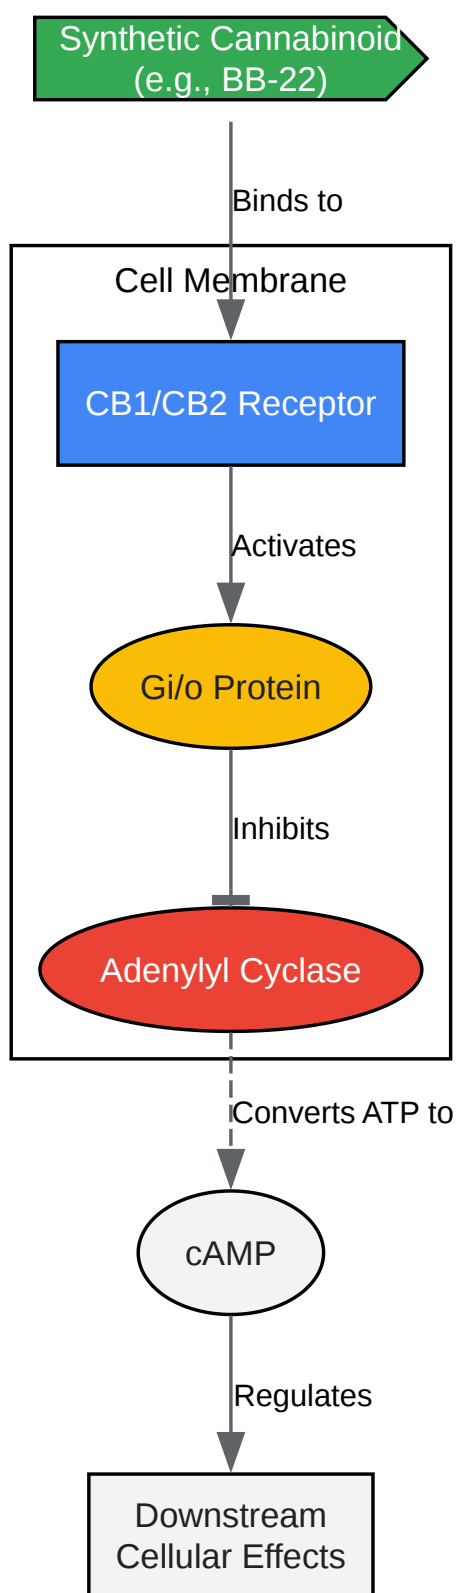 Synthetic Cannabinoid
(e.g., BB-22)
Binds to
Cell Membrane
CB1/CB2 Receptor
Activates
Gi/o Protein
Inhibits
Adenylyl Cyclase
Converts ATP to
cAMP
Regulates
Downstream
Cellular Effects